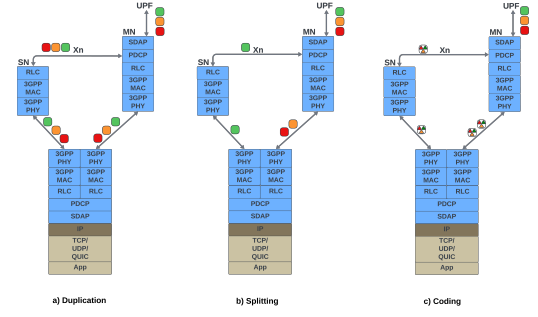 UPF
MN
SDAP
Xn
PDCP
SN
RLC
RLC
3GPP
MAC
3GPP
MAC
3GPP
PHY
3GPP
PHY
3GPP
PHY
3GPP
PHY
3GPP
MAC
3GPP
MAC
RLC
RLC
PDCP
SDAP
IP
TCP/
UDP/
QUIC
App
a) Duplication
UPF
MN
SDAP
Xn
PDCP
SN
RLC
RLC
3GPP
MAC
3GPP
MAC
3GPP
PHY
3GPP
PHY
3GPP
PHY
3GPP
PHY
3GPP
MAC
3GPP
MAC
RLC
RLC
PDCP
SDAP
IP
TCP/
UDP/
QUIC
App
b) Splitting
UPF
MN
SDAP
Xn
PDCP
SN
RLC
RLC
3GPP
MAC
3GPP
MAC
3GPP
PHY
3GPP
PHY
3GPP
PHY
3GPP
PHY
3GPP
MAC
3GPP
MAC
RLC
RLC
PDCP
SDAP
IP
TCP/
UDP/
QUIC
App
c) Coding